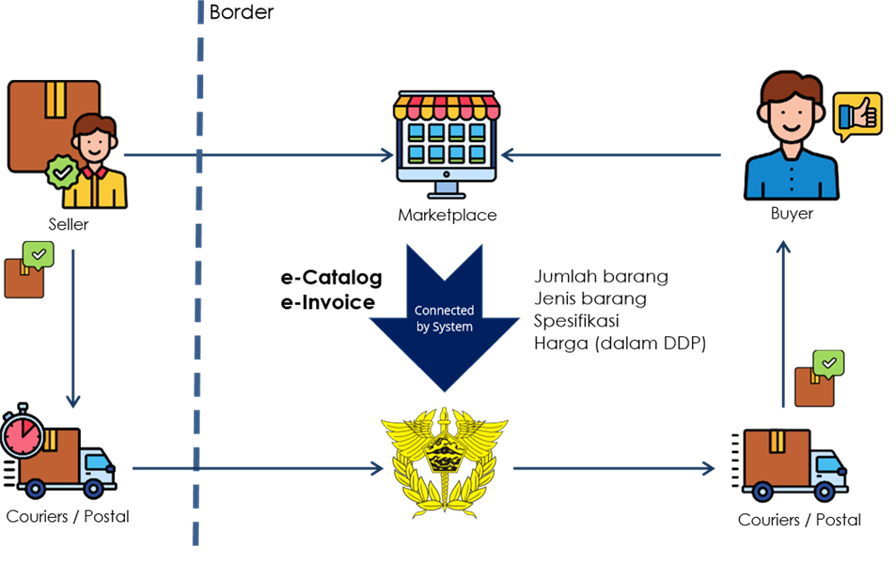 Border
Seller
Marketplace
Buyer
e-Catalog
e-Invoice
Connected
by System
Jumlah barang
Jenis barang
Spesifikasi
Harga (dalam DDP)
Couriers / Postal
Couriers / Postal